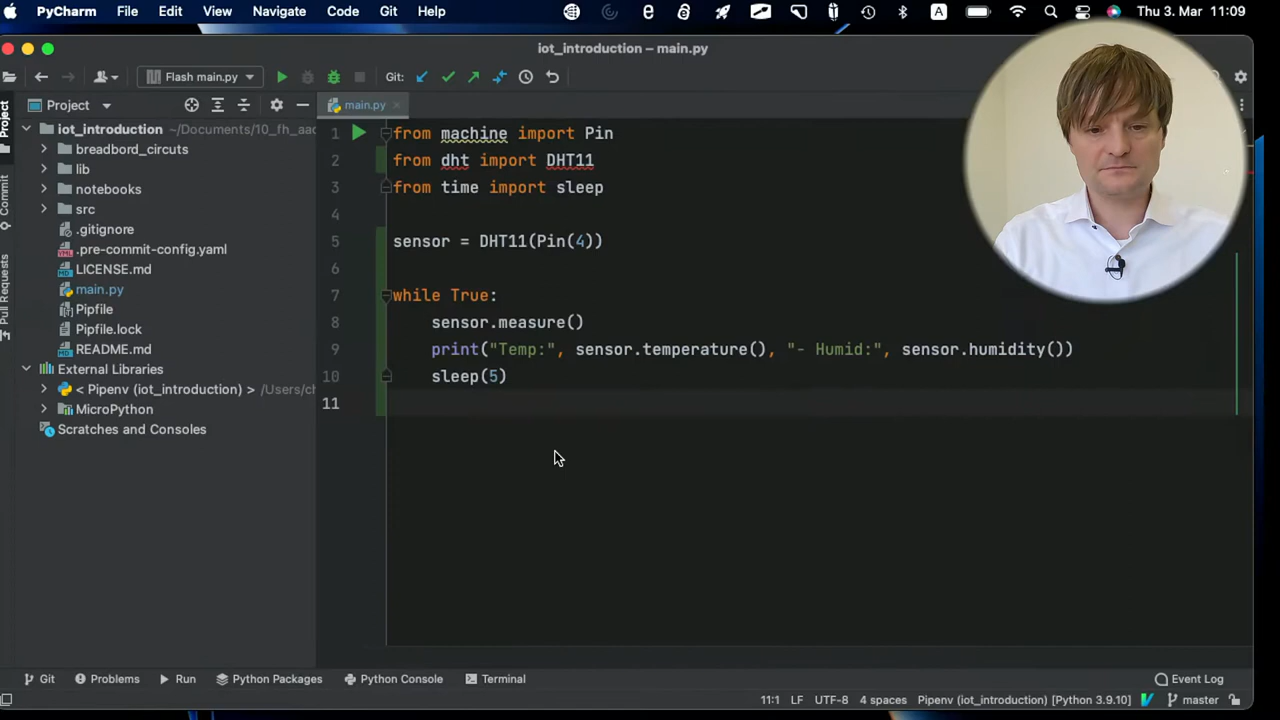 PyCharm File Edit View Navigate Code Git Help A Thu 3. Mar 11:09
iot_introduction – main.py
Flash main.py Git:
Project main.py
iot_introduction ~/Documents/10_fh_aac
breadbord_circuts
lib
notebooks
src
.gitignore
.pre-commit-config.yaml
LICENSE.md
main.py
Pipfile
Pipfile.lock
README.md
External Libraries
< Pipenv (iot_introduction) > /Users/ch
MicroPython
Scratches and Consoles
Project
Commit
Pull Requests
1 from machine import Pin
2 from dht import DHT11
3 from time import sleep
4
5 sensor = DHT11(Pin(4))
6
7 while True:
8 sensor.measure()
9 print("Temp:", sensor.temperature(), "- Humid:", sensor.humidity())
10 sleep(5)
11
Git Problems Run Python Packages Python Console Terminal Event Log
11:1 LF UTF-8 4 spaces Pipenv (iot_introduction) [Python 3.9.10] master